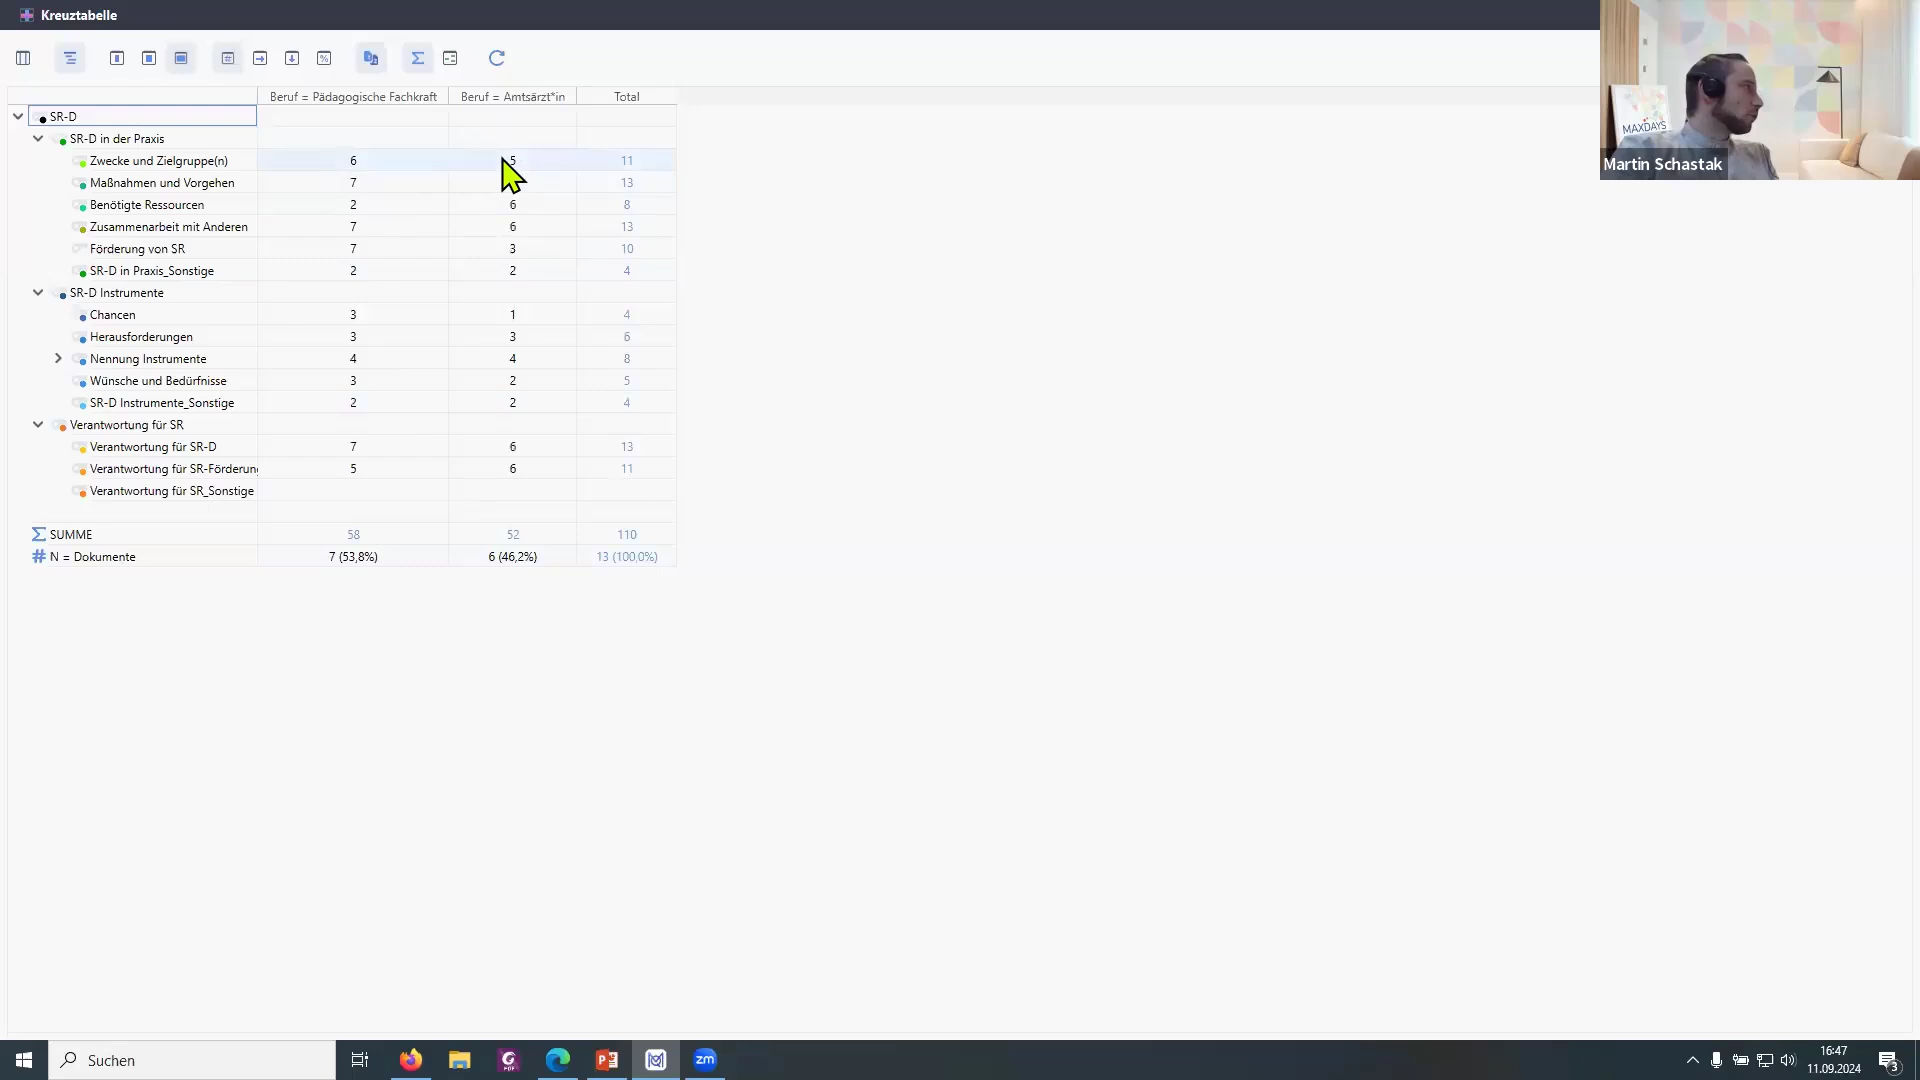 Kreuztabelle
Beruf = Pädagogische Fachkraft Beruf = Amtsärzt*in Total
SR-D
SR-D in der Praxis
Zwecke und Zielgruppe(n) 6 5 11
Maßnahmen und Vorgehen 7 13
Benötigte Ressourcen 2 6 8
Zusammenarbeit mit Anderen 7 6 13
Förderung von SR 7 3 10
SR-D in Praxis_Sonstige 2 2 4
SR-D Instrumente
Chancen 3 1 4
Herausforderungen 3 3 6
Nennung Instrumente 4 4 8
Wünsche und Bedürfnisse 3 2 5
SR-D Instrumente_Sonstige 2 2 4
Verantwortung für SR
Verantwortung für SR-D 7 6 13
Verantwortung für SR-Förderun 5 6 11
Verantwortung für SR_Sonstige
SUMME 58 52 110
N = Dokumente 7 (53,8%) 6 (46,2%) 13 (100,0%)
MAXDAYS
Martin Schastak
Suchen
zm
16:47
11.09.2024
3